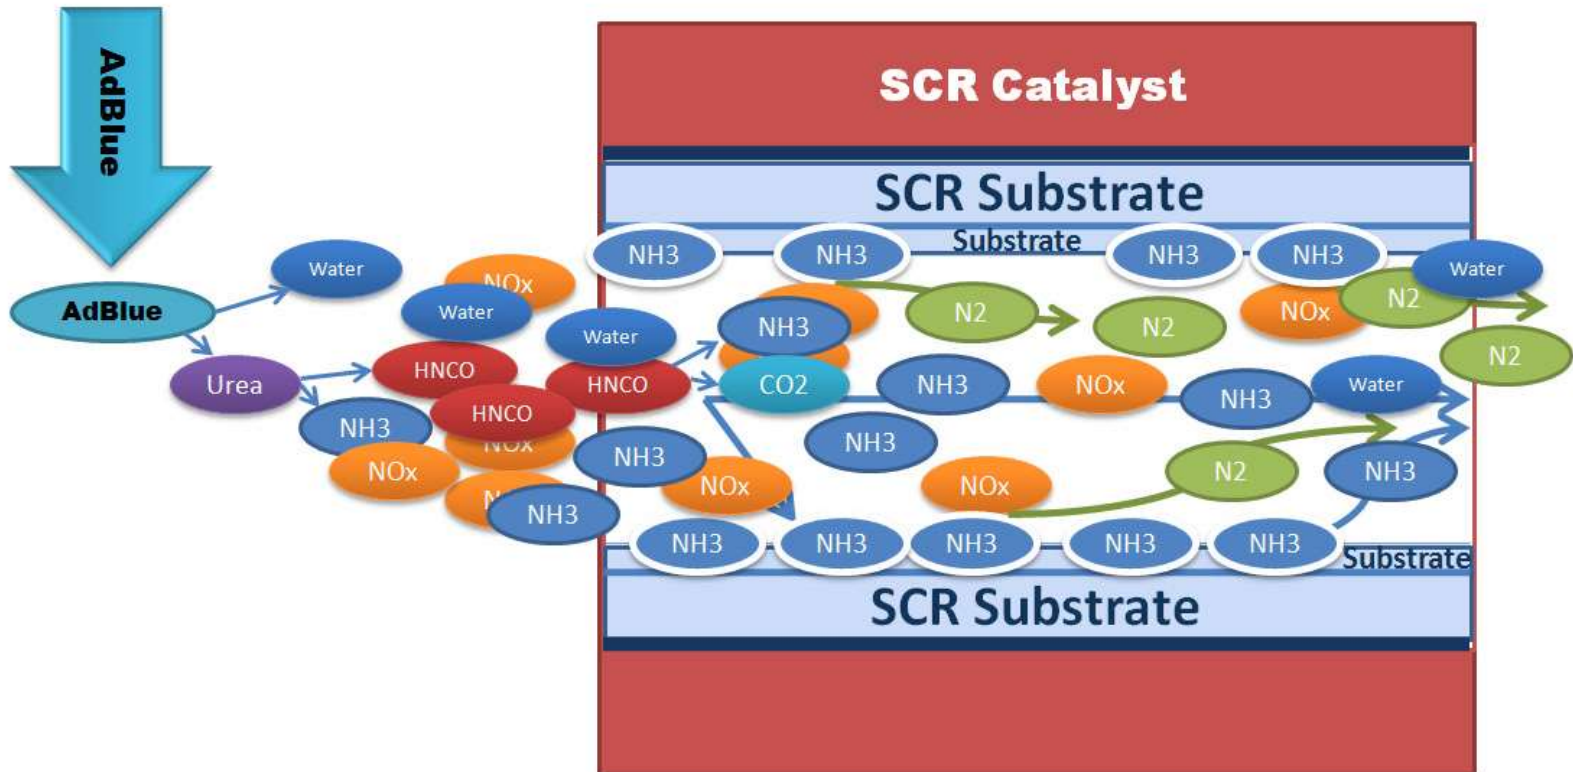 AdBlue
SCR Catalyst
SCR Substrate
Substrate
NH3
NH3
NH3
NH3
Water
NOx
Water
AdBlue
Water
NOx
N2
Water
NH3
N2
N2
NOx
Urea
HNCO
HNCO
CO2
NH3
NOx
NH3
Water
N2
HNCO
NH3
NOx
NOx
NH3
NOx
NH3
NOx
N2
NH3
NH3
NH3
NH3
NH3
NH3
NH3
Substrate
SCR Substrate